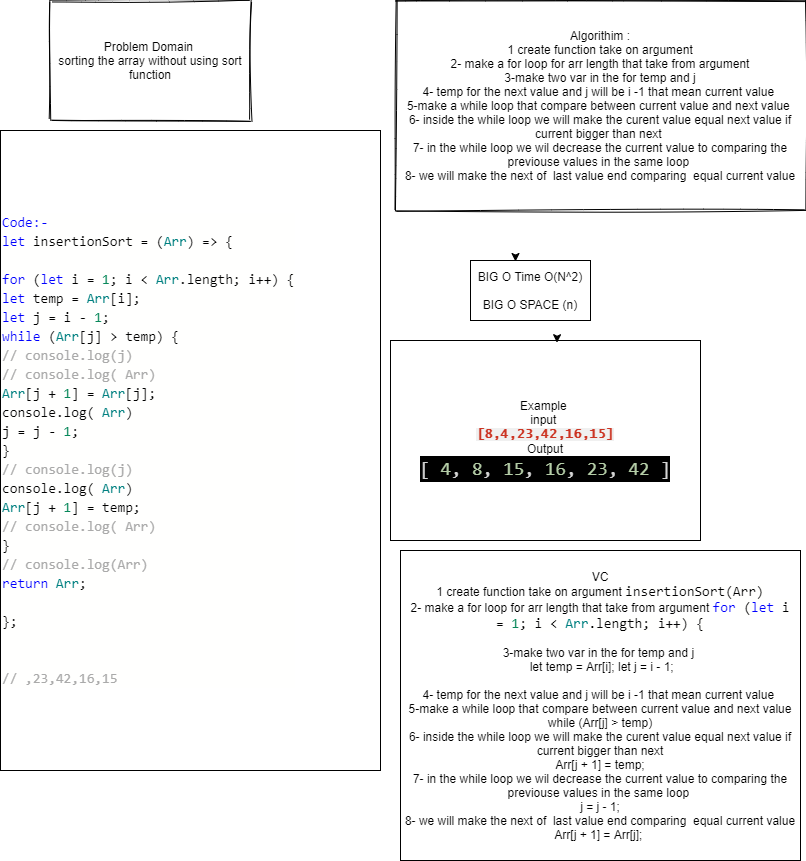 Problem Domain
sorting the array without using sort
function
Algorithim :
1 create function take on argument
2- make a for loop for arr length that take from argument
3-make two var in the for temp and j
4- temp for the next value and j will be i -1 that mean current value
5-make a while loop that compare between current value and next value
6- inside the while loop we will make the curent value equal next value if
current bigger than next
7- in the while loop we wil decrease the current value to comparing the
previouse values in the same loop
8- we will make the next of last value end comparing equal current value
Code:-
let insertionSort = (Arr) => {
for (let i = 1; i < Arr.length; i++) {
let temp = Arr[i];
let j = i - 1;
while (Arr[j] > temp) {
// console.log(j)
// console.log( Arr)
Arr[j + 1] = Arr[j];
console.log( Arr)
j = j - 1;
}
// console.log(j)
console.log( Arr)
Arr[j + 1] = temp;
// console.log( Arr)
}
// console.log(Arr)
return Arr;
};
// ,23,42,16,15
BIG O Time O(N^2)
BIG O SPACE (n)
Example
input
[8,4,23,42,16,15]
Output
[ 4, 8, 15, 16, 23, 42 ]
VC
1 create function take on argument insertionSort(Arr)
2- make a for loop for arr length that take from argument for (let i
= 1; i < Arr.length; i++) {
3-make two var in the for temp and j
let temp = Arr[i]; let j = i - 1;
4- temp for the next value and j will be i -1 that mean current value
5-make a while loop that compare between current value and next value
while (Arr[j] > temp)
6- inside the while loop we will make the curent value equal next value if
current bigger than next
Arr[j + 1] = temp;
7- in the while loop we wil decrease the current value to comparing the
previouse values in the same loop
j = j - 1;
8- we will make the next of last value end comparing equal current value
Arr[j + 1] = Arr[j];